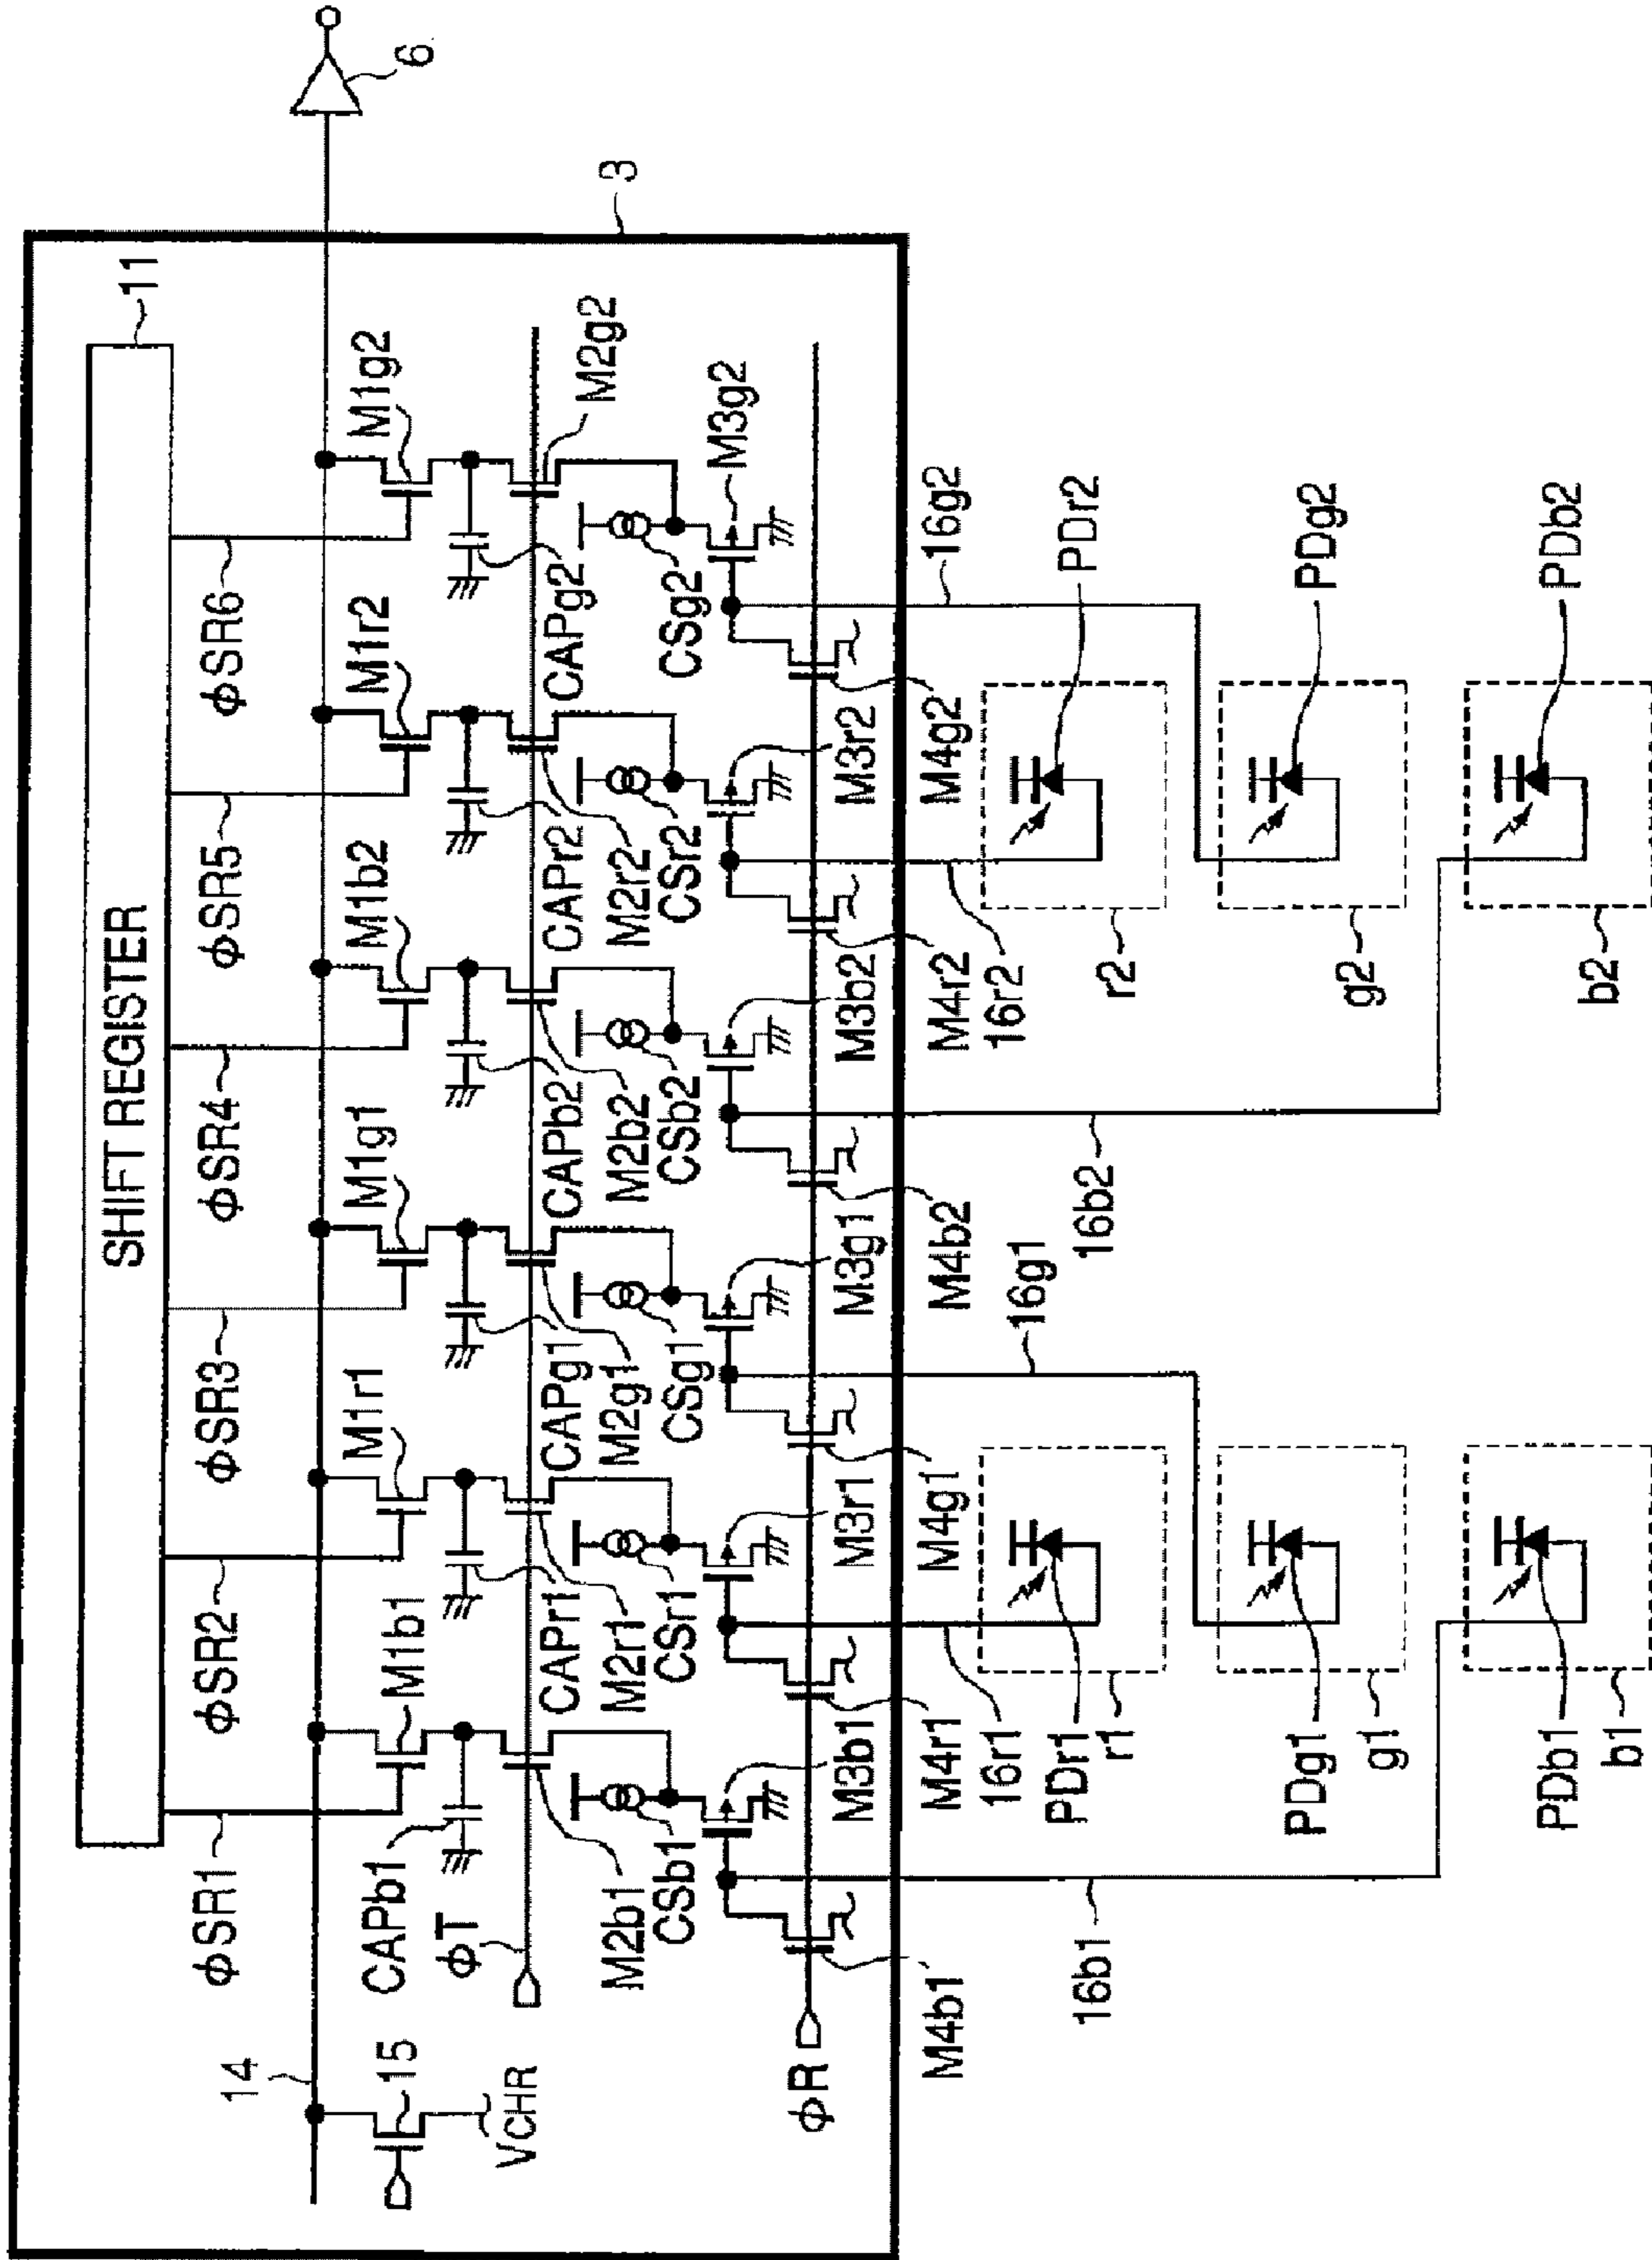 SHIFT REGISTER
11
3
6
14
15
VCHR
ϕSR1
ϕSR2
ϕSR3
ϕSR4
ϕSR5
ϕSR6
M1b1
M1r1
M1g1
M1b2
M1r2
M1g2
CAPb1
CAPr1
CAPg1
CAPb2
CAPr2
CAPg2
ϕT
M2b1
M2r1
M2g1
M2b2
M2r2
M2g2
CSb1
CSr1
CSg1
CSb2
CSr2
CSg2
M3b1
M3r1
M3g1
M3b2
M3r2
M3g2
ϕR
M4b1
M4r1
M4g1
M4b2
M4r2
M4g2
16b1
16r1
16g1
16b2
16r2
16g2
PDr1
r1
r2
PDr2
PDg1
g1
g2
PDg2
PDb1
b1
b2
PDb2